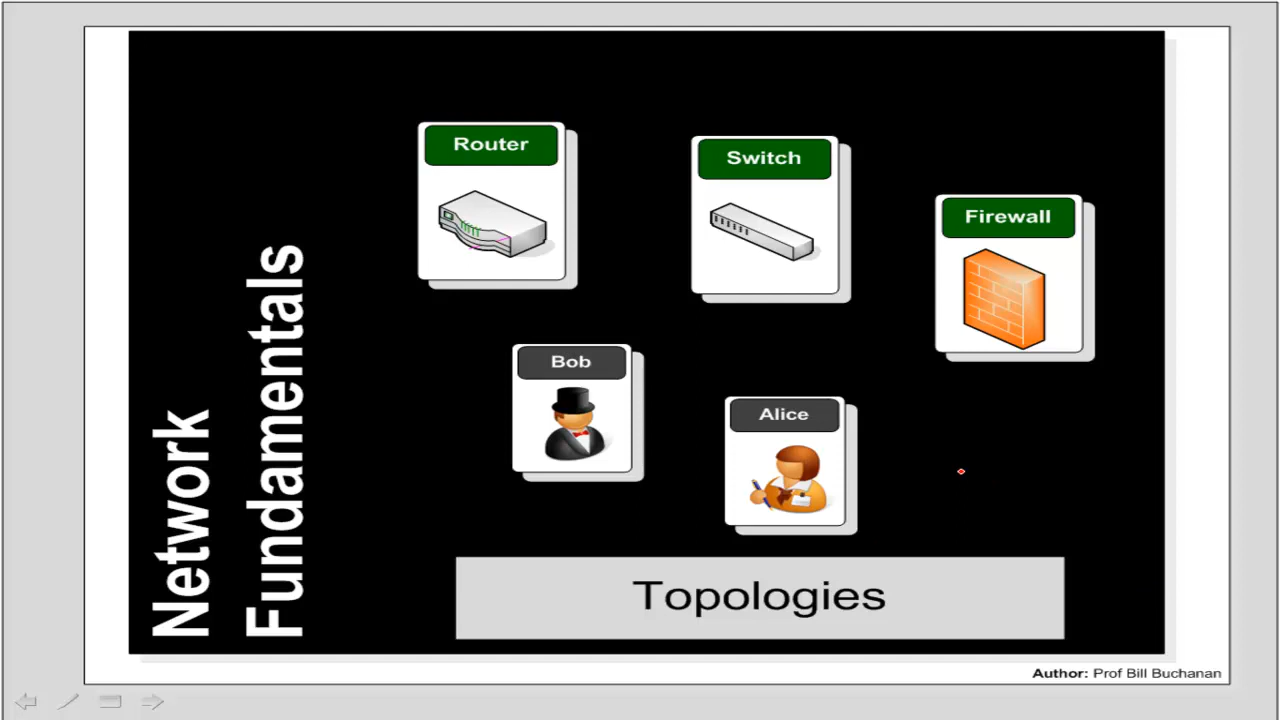 Network
Fundamentals
Router
Switch
Firewall
Bob
Alice
Topologies
Author: Prof Bill Buchanan